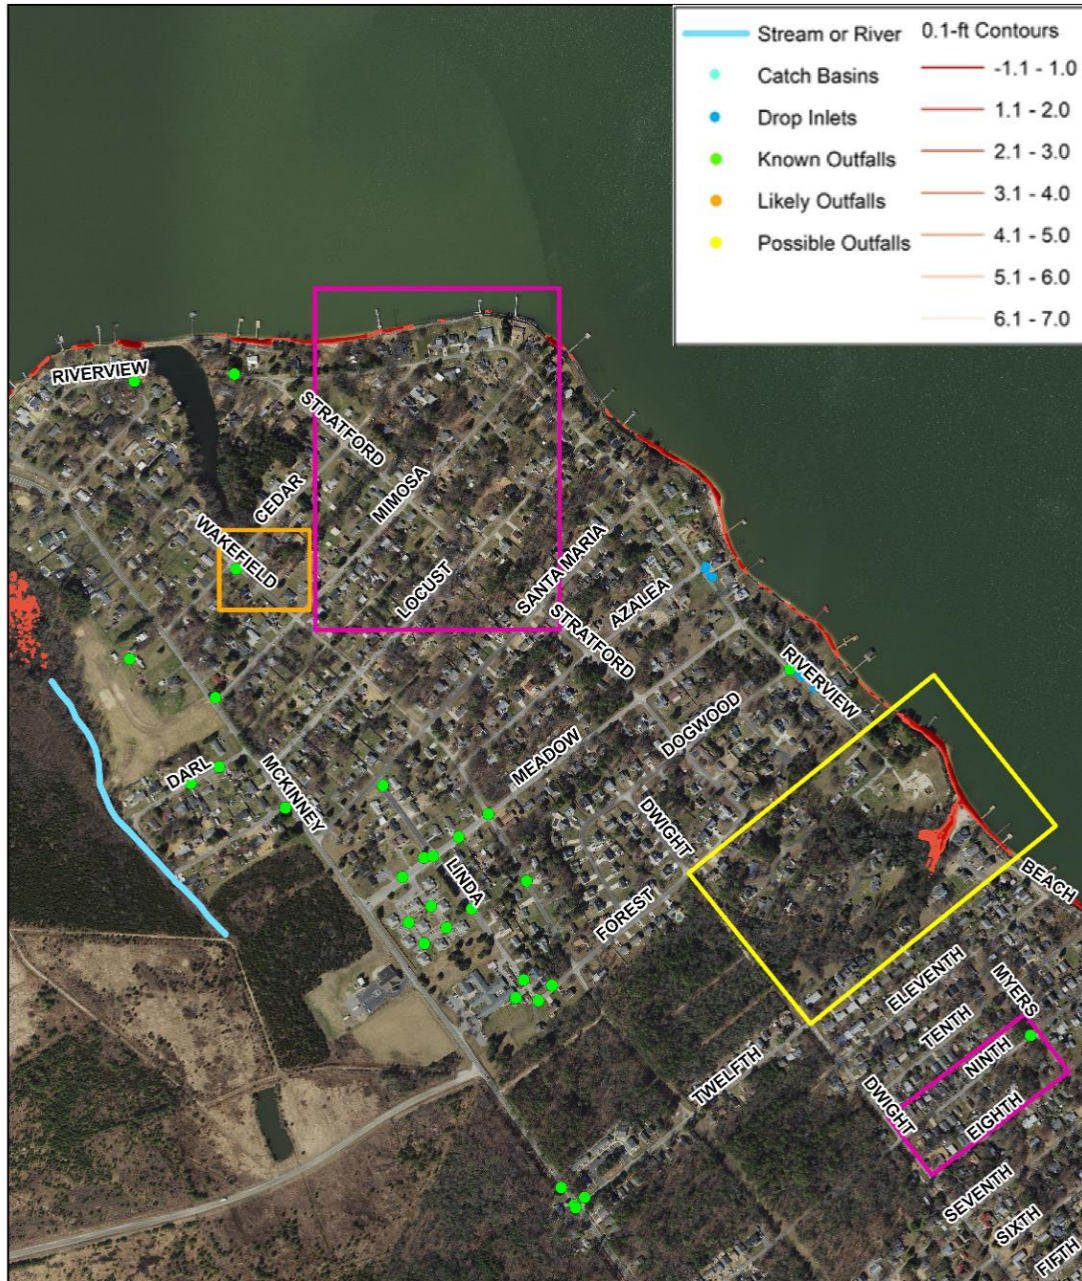 Stream or River
Catch Basins
Drop Inlets
Known Outfalls
Likely Outfalls
Possible Outfalls
0.1-ft Contours
-1.1 - 1.0
1.1 - 2.0
2.1 - 3.0
3.1 - 4.0
4.1 - 5.0
5.1 - 6.0
6.1 - 7.0
RIVERVIEW
STRATFORD
CEDAR
MIMOSA
WAKEFIELD
LOCUST
SANTA MARIA
AZALEA
STRATFORD
RIVERVIEW
DOGWOOD
MEADOW
DARL
MCKINNEY
DWIGHT
LINDA
FOREST
BEACH
ELEVENTH
MYERS
TENTH
NINTH
TWELFTH
DWIGHT
EIGHTH
SEVENTH
SIXTH
FIFTH